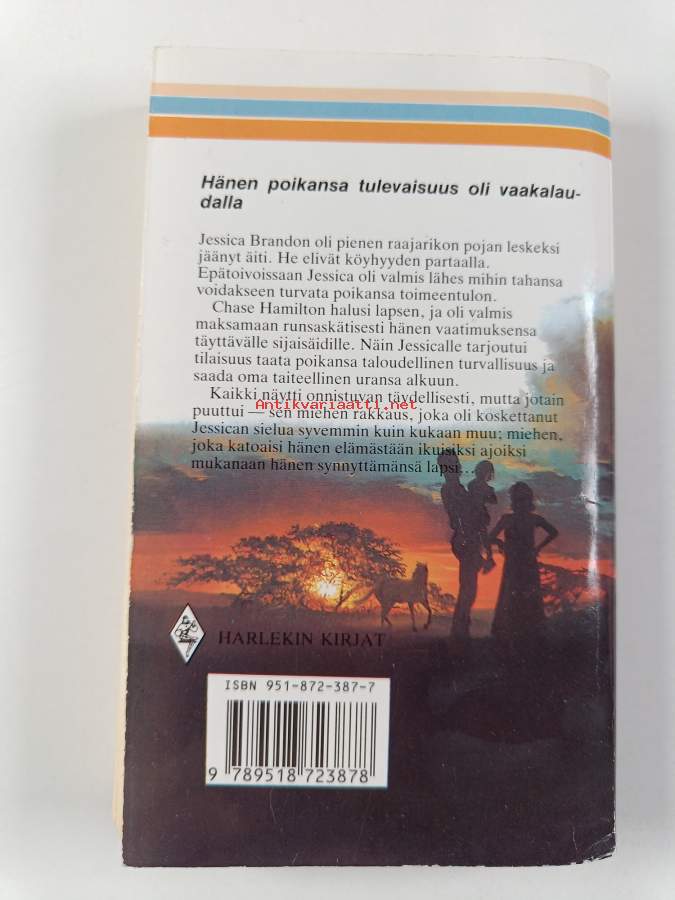 Hänen poikansa tulevaisuus oli vaakalau-
dalla
Jessica Brandon oli pienen raajarikon pojan leskeksi
jäänyt äiti. He elivät köyhyyden partaalla.
Epätoivoissaan Jessica oli valmis lähes mihin tahansa
voidakseen turvata poikansa toimeentulon.
Chase Hamilton halusi lapsen, ja oli valmis
maksamaan runsaskätisesti hänen vaatimuksensa
täyttävälle sijaisäidille. Näin Jessicalle tarjoutui
tilaisuus taata poikansa taloudellinen turvallisuus ja
saada oma taiteellinen uransa alkuun.
Kaikki näytti onnistuvan täydellisesti, mutta jotain
Antikvariaatti.net
puuttui — sen miehen rakkaus, joka oli koskettanut
Jessican sielua syvemmin kuin kukaan muu; miehen,
joka katoaisi hänen elämästään ikuisiksi ajoiksi
mukanaan hänen synnyttämänsä lapsi...
HARLEKIN KIRJAT
ISBN 951-872-387-7
9 789518 723878